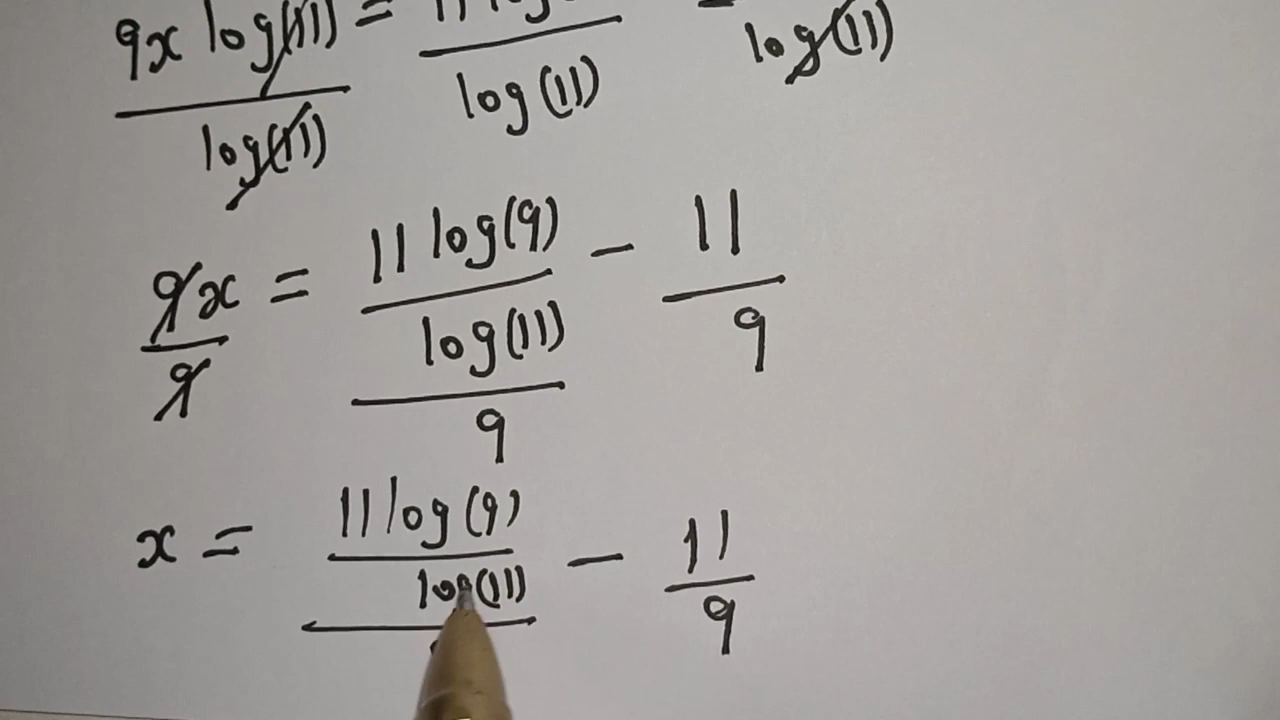 9x log(11) = 11
log(11) log(11) log(11)
9x = 11 log(9) - 11
9 log(11) 9
9
x = 11 log(9) - 11
log(11) 9